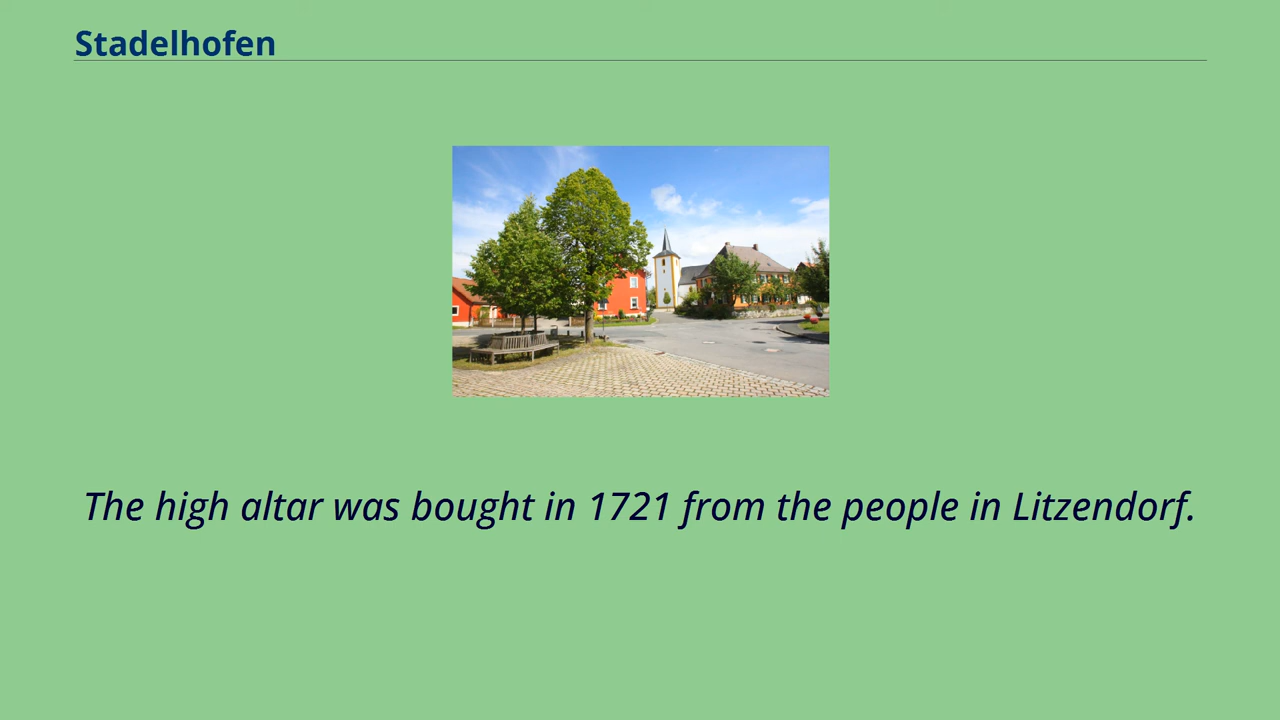 Stadelhofen
The high altar was bought in 1721 from the people in Litzendorf.